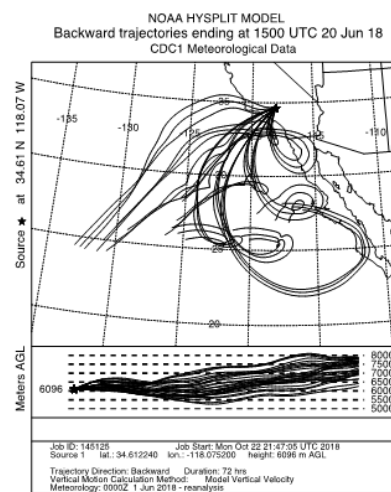 NOAA HYSPLIT MODEL
Backward trajectories ending at 1500 UTC 20 Jun 18
CDC1 Meteorological Data
Source ★ at 34.61 N 118.07 W
-135
-130
-125
35
-115
-110
25
20
Meters AGL
6096
8000
7500
7000
6500
6000
5500
5000
Job ID: 145125 Job Start: Mon Oct 22 21:47:05 UTC 2018
Source 1 lat.: 34.612240 lon.: -118.075200 height: 6096 m AGL
Trajectory Direction: Backward Duration: 72 hrs
Vertical Motion Calculation Method: Model Vertical Velocity
Meteorology: 0000Z 1 Jun 2018 - reanalysis